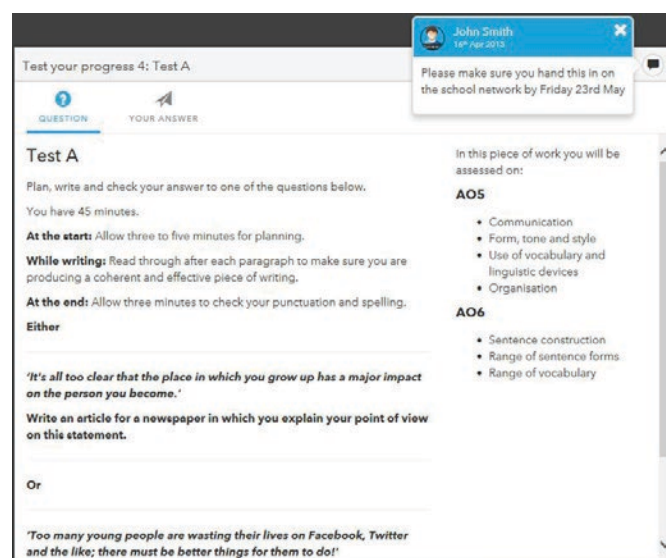 John Smith
16th Apr 2013
Please make sure you hand this in on
the school network by Friday 23rd May
Test your progress 4: Test A
QUESTION
YOUR ANSWER
Test A
Plan, write and check your answer to one of the questions below.
You have 45 minutes.
At the start: Allow three to five minutes for planning.
While writing: Read through after each paragraph to make sure you are
producing a coherent and effective piece of writing.
At the end: Allow three minutes to check your punctuation and spelling.
Either
'It's all too clear that the place in which you grow up has a major impact
on the person you become.'
Write an article for a newspaper in which you explain your point of view
on this statement.
Or
'Too many young people are wasting their lives on Facebook, Twitter
and the like; there must be better things for them to do!'
In this piece of work you will be
assessed on:
AO5
• Communication
• Form, tone and style
• Use of vocabulary and
linguistic devices
• Organisation
AO6
• Sentence construction
• Range of sentence forms
• Range of vocabulary